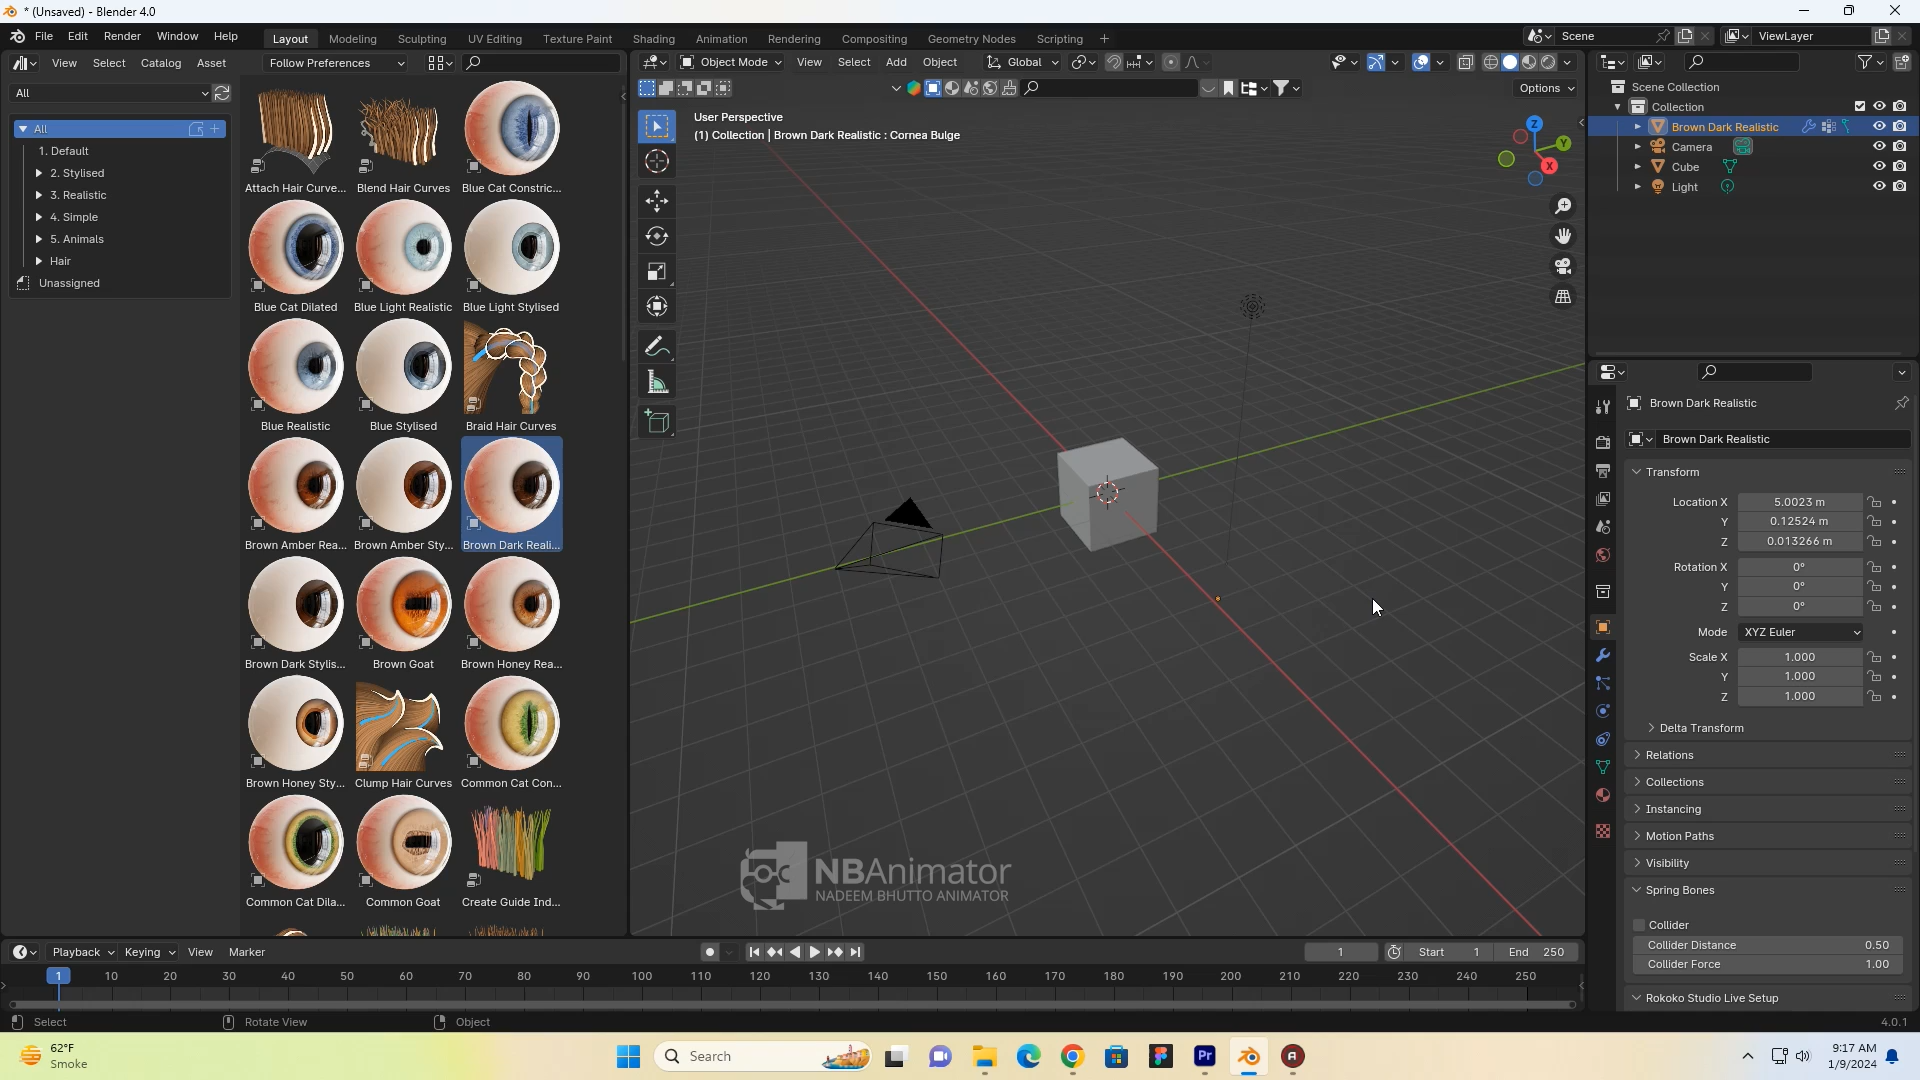 * (Unsaved) - Blender 4.0
File Edit Render Window Help
Layout Modeling Sculpting UV Editing Texture Paint Shading Animation Rendering Compositing Geometry Nodes Scripting +
Scene
ViewLayer
View Select Catalog Asset
Follow Preferences
Object Mode
View Select Add Object
Global
Options
All
All
1. Default
2. Stylised
3. Realistic
4. Simple
5. Animals
Hair
Unassigned
Attach Hair Curve... Blend Hair Curves Blue Cat Constric...
Blue Cat Dilated Blue Light Realistic Blue Light Stylised
Blue Realistic Blue Stylised Braid Hair Curves
Brown Amber Rea... Brown Amber Sty... Brown Dark Reali...
Brown Dark Stylis... Brown Goat Brown Honey Rea...
Brown Honey Sty... Clump Hair Curves Common Cat Con...
Common Cat Dila... Common Goat Create Guide Ind...
User Perspective
(1) Collection | Brown Dark Realistic : Cornea Bulge
Z
Y
X
NBAnimator
NADEEM BHUTTO ANIMATOR
Scene Collection
Collection
Brown Dark Realistic
Camera
Cube
Light
Brown Dark Realistic
Brown Dark Realistic
Transform
Location X 5.0023 m
Y 0.12524 m
Z 0.013266 m
Rotation X 0°
Y 0°
Z 0°
Mode XYZ Euler
Scale X 1.000
Y 1.000
Z 1.000
Delta Transform
Relations
Collections
Instancing
Motion Paths
Visibility
Spring Bones
Collider
Collider Distance 0.50
Collider Force 1.00
Rokoko Studio Live Setup
Playback Keying View Marker
1
Start 1 End 250
1 10 20 30 40 50 60 70 80 90 100 110 120 130 140 150 160 170 180 190 200 210 220 230 240 250
Select Rotate View Object
4.0.1
62°F
Smoke
Search
Pr
9:17 AM
1/9/2024